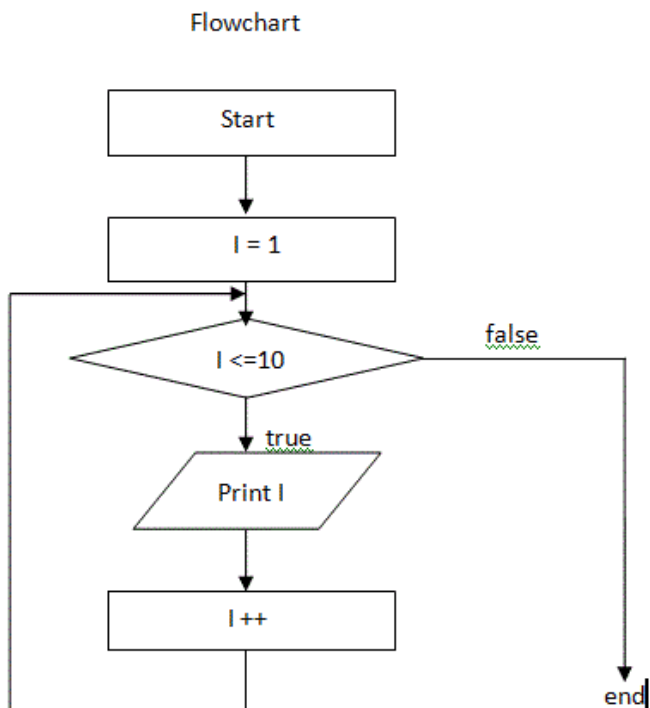 Flowchart
Start
I = 1
I <=10
false
true
Print I
I ++
end